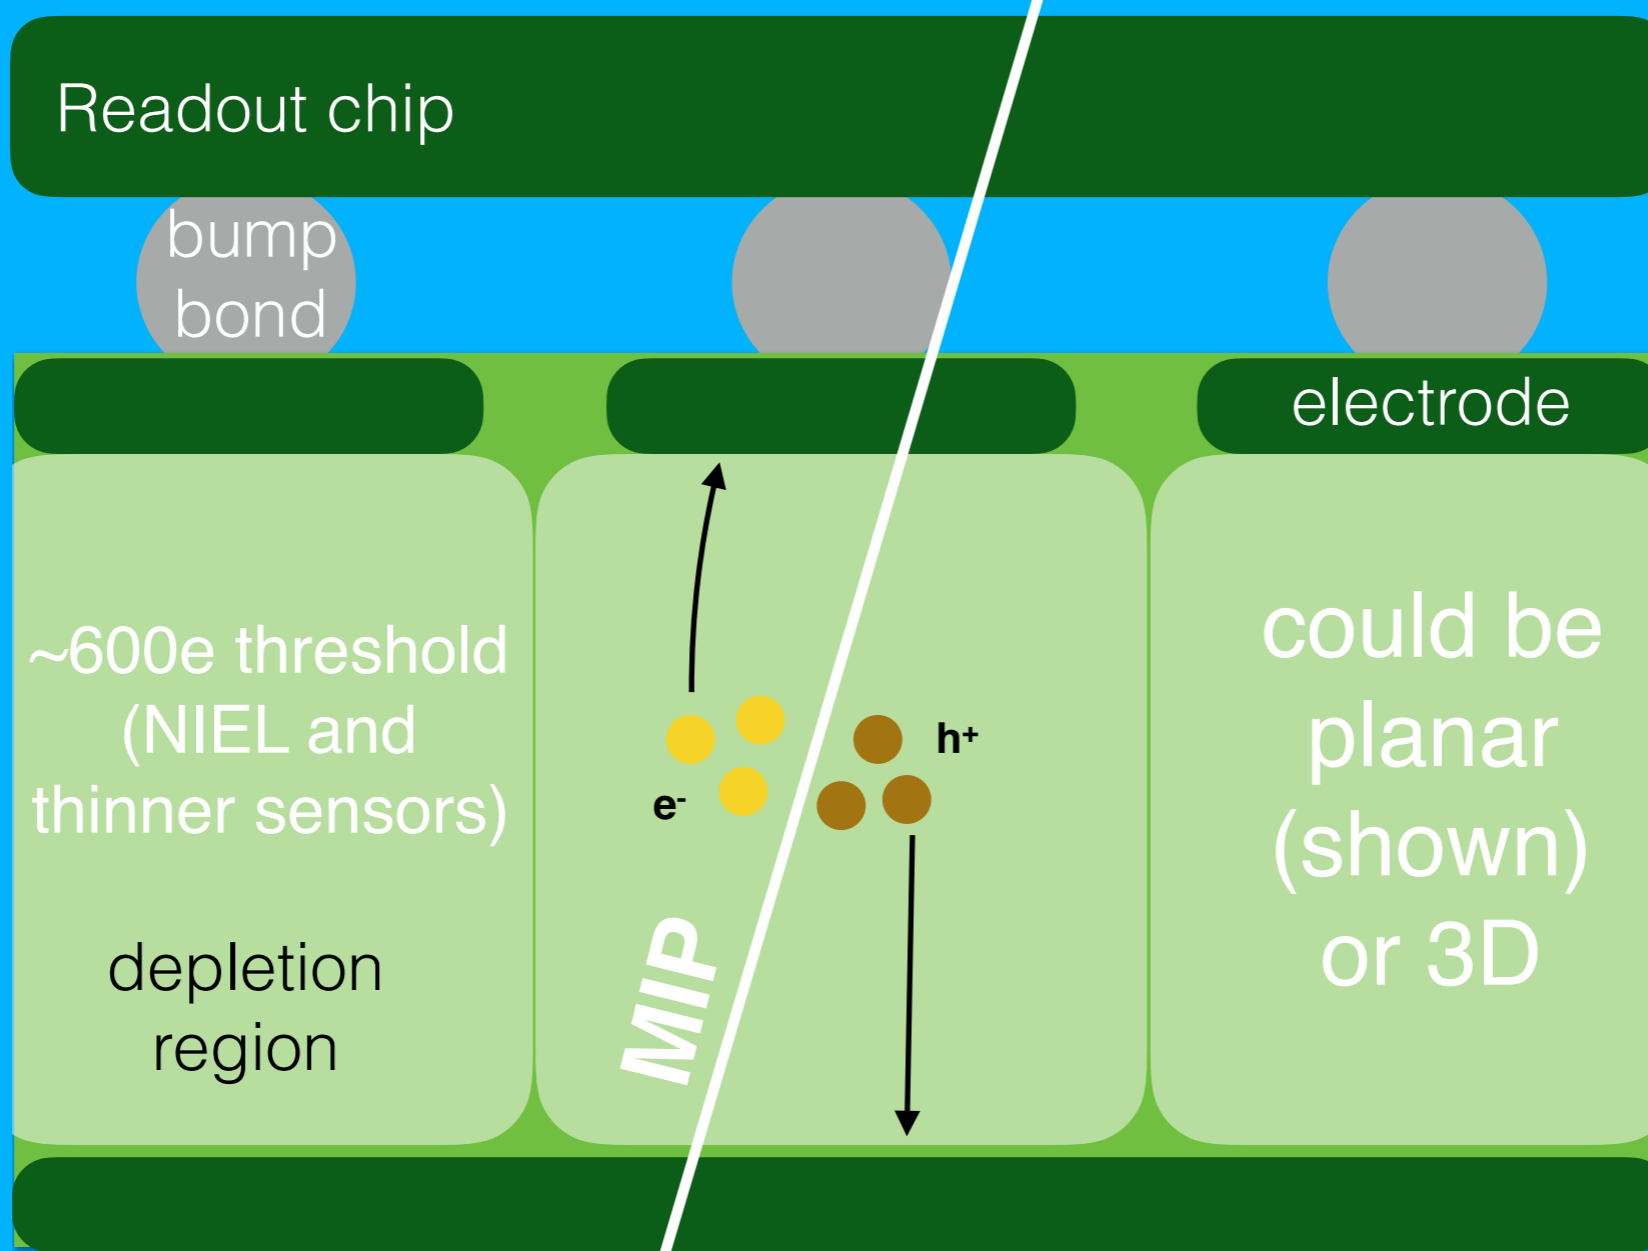 Readout chip
bump
bond
electrode
~600e threshold
(NIEL and
thinner sensors)
depletion
region
e-
h+
MIP
could be
planar
(shown)
or 3D